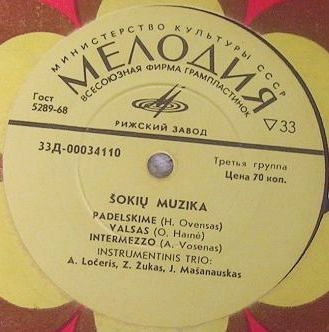 МИНИСТЕРСТВО КУЛЬТУРЫ СССР
МЕЛОДИЯ
ВСЕСОЮЗНАЯ ФИРМА ГРАМПЛАСТИНОК
Гост
5289-68
▽33
РИЖСКИЙ ЗАВОД
33Д-00034110
Третья группа
Цена 70 коп.
ŠOKIŲ MUZIKA
PADELSKIME (H. Ovensas)
VALSAS (O. Hainė)
INTERMEZZO (A. Vosenas)
INSTRUMENTINIS TRIO:
A. Ločeris, Z. Žukas, J. Mašanauskas